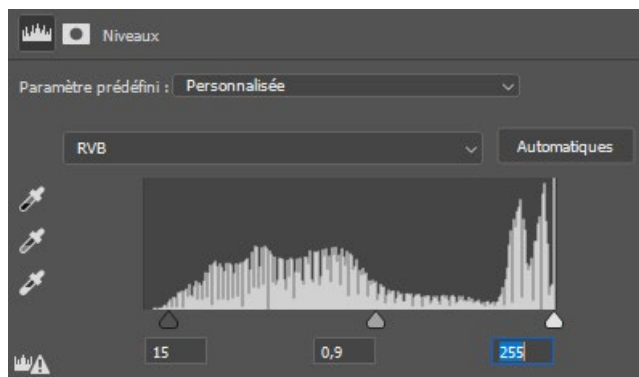 Niveaux
Paramètre prédéfini : Personnalisée
RVB Automatiques
15 0,9 255